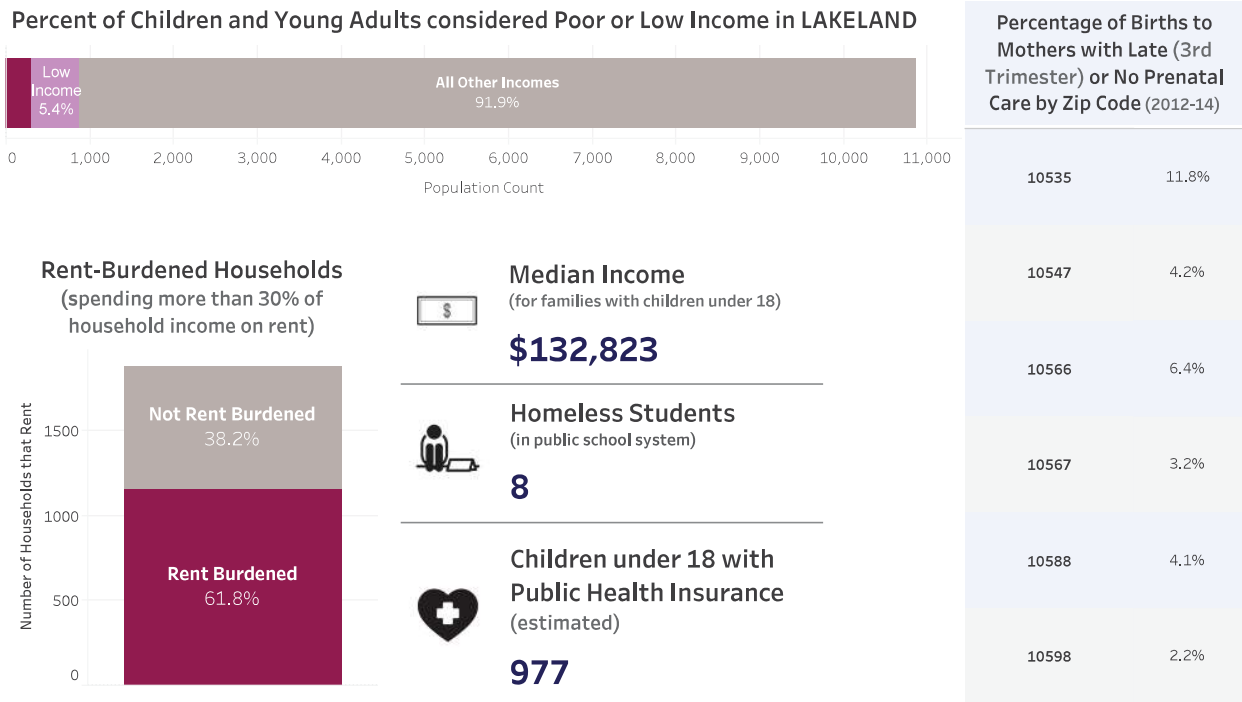 Percent of Children and Young Adults considered Poor or Low Income in LAKELAND
Low
Income
5.4%
All Other Incomes
91.9%
0 1,000 2,000 3,000 4,000 5,000 6,000 7,000 8,000 9,000 10,000 11,000
Population Count
Rent-Burdened Households
(spending more than 30% of
household income on rent)
Number of Households that Rent
1500
1000
500
0
Not Rent Burdened
38.2%
Rent Burdened
61.8%
$
Median Income
(for families with children under 18)
$132,823
Homeless Students
(in public school system)
8
Children under 18 with
Public Health Insurance
(estimated)
977
Percentage of Births to
Mothers with Late (3rd
Trimester) or No Prenatal
Care by Zip Code (2012-14)
10535 11.8%
10547 4.2%
10566 6.4%
10567 3.2%
10588 4.1%
10598 2.2%